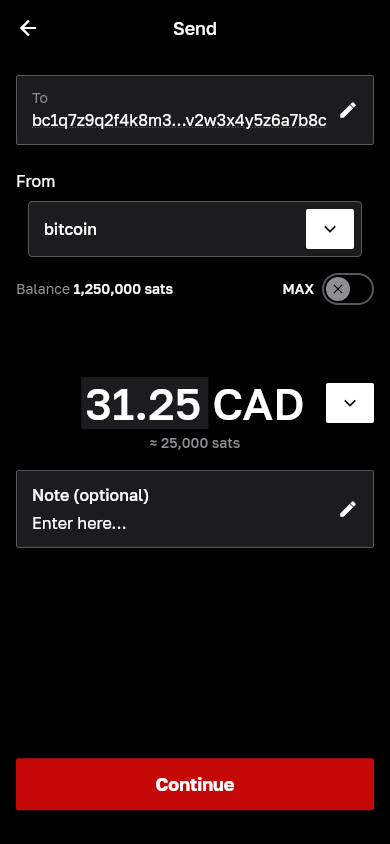 Send
To
bc1q7z9q2f4k8m3...v2w3x4y5z6a7b8c
From
bitcoin
Balance 1,250,000 sats MAX
31.25 CAD
≈ 25,000 sats
Note (optional)
Enter here...
Continue